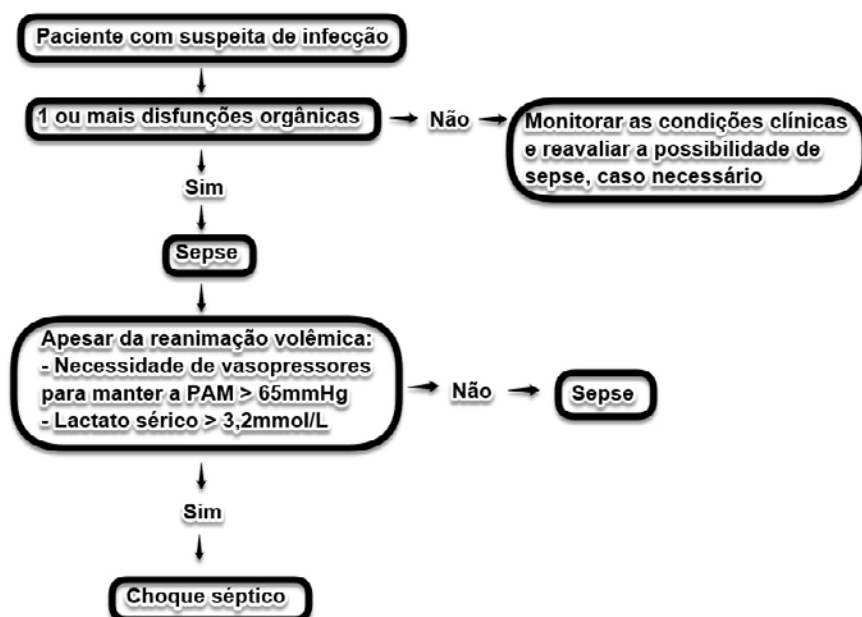 Paciente com suspeita de infecção
1 ou mais disfunções orgânicas
Não
Monitorar as condições clínicas
e reavaliar a possibilidade de
sepse, caso necessário
Sim
Sepse
Apesar da reanimação volêmica:
- Necessidade de vasopressores
para manter a PAM > 65mmHg
- Lactato sérico > 3,2mmol/L
Não
Sepse
Sim
Choque séptico